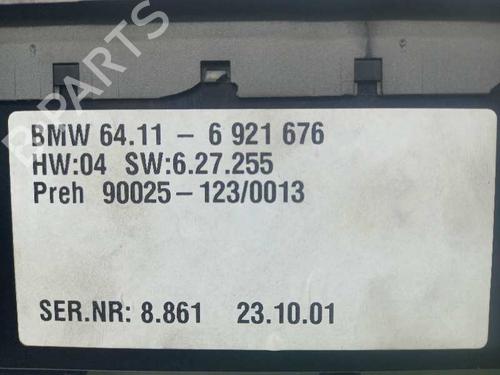 BMW 64.11 - 6 921 676
HW:04 SW:6.27.255
Preh 90025-123/0013
SER.NR: 8.861 23.10.01